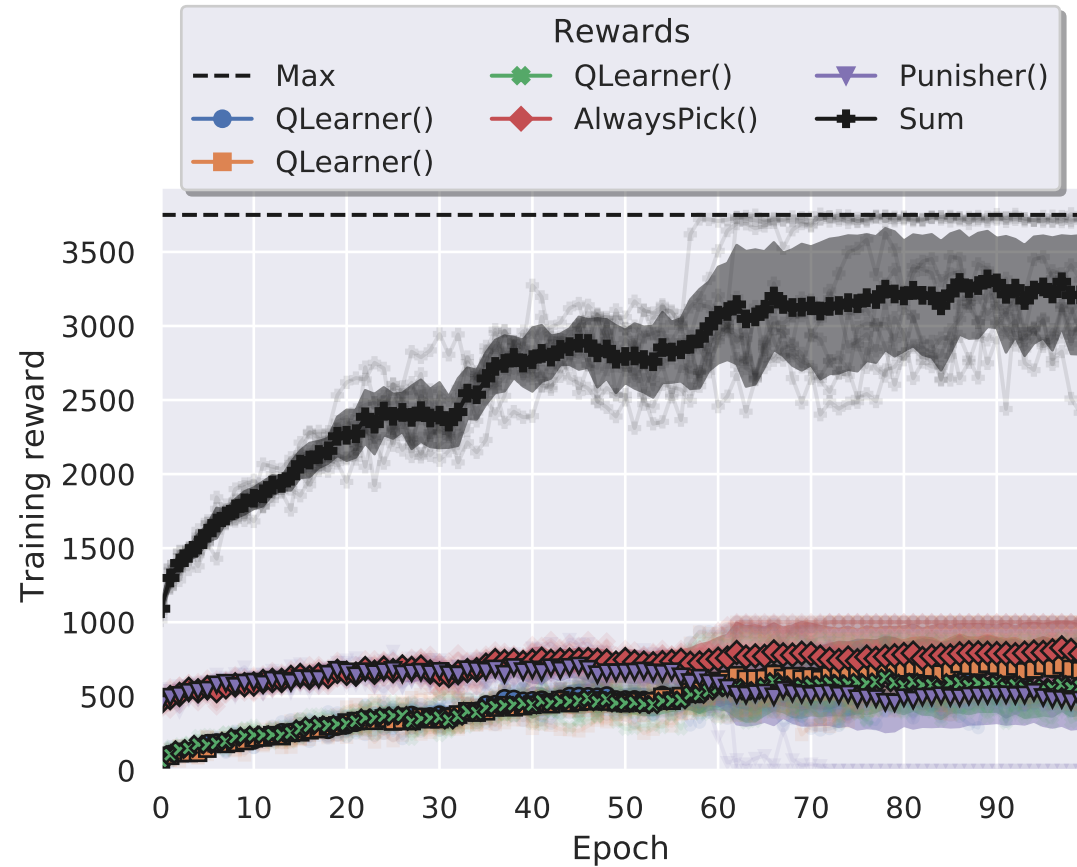 Rewards
Max
QLearner()
QLearner()
QLearner()
AlwaysPick()
Punisher()
Sum
Training reward
3500
3000
2500
2000
1500
1000
500
0
0 10 20 30 40 50 60 70 80 90
Epoch